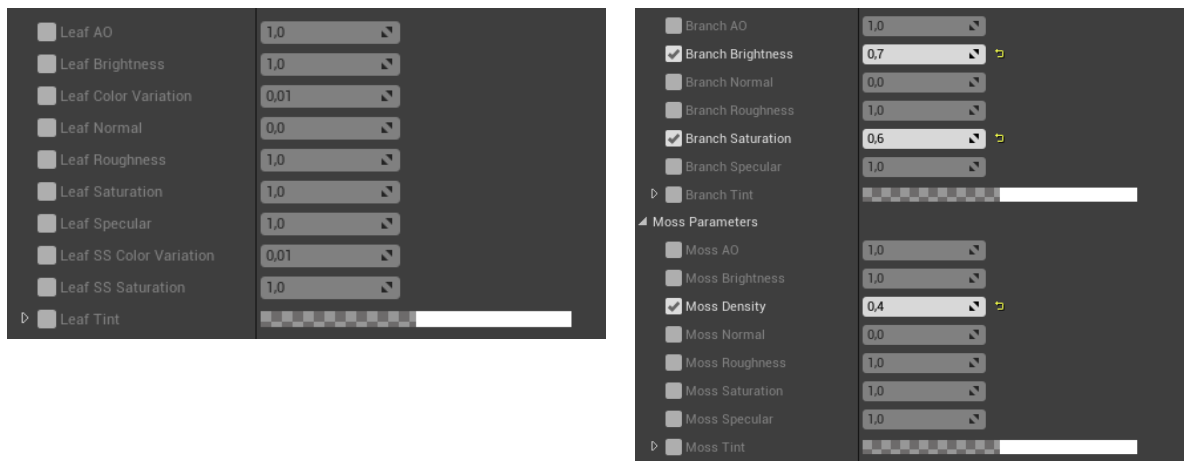 Leaf AO 1,0
Leaf Brightness 1,0
Leaf Color Variation 0,01
Leaf Normal 0,0
Leaf Roughness 1,0
Leaf Saturation 1,0
Leaf Specular 1,0
Leaf SS Color Variation 0,01
Leaf SS Saturation 1,0
Leaf Tint
Branch AO 1,0
Branch Brightness 0,7
Branch Normal 0,0
Branch Roughness 1,0
Branch Saturation 0,6
Branch Specular 1,0
Branch Tint
Moss Parameters
Moss AO 1,0
Moss Brightness 1,0
Moss Density 0,4
Moss Normal 0,0
Moss Roughness 1,0
Moss Saturation 1,0
Moss Specular 1,0
Moss Tint